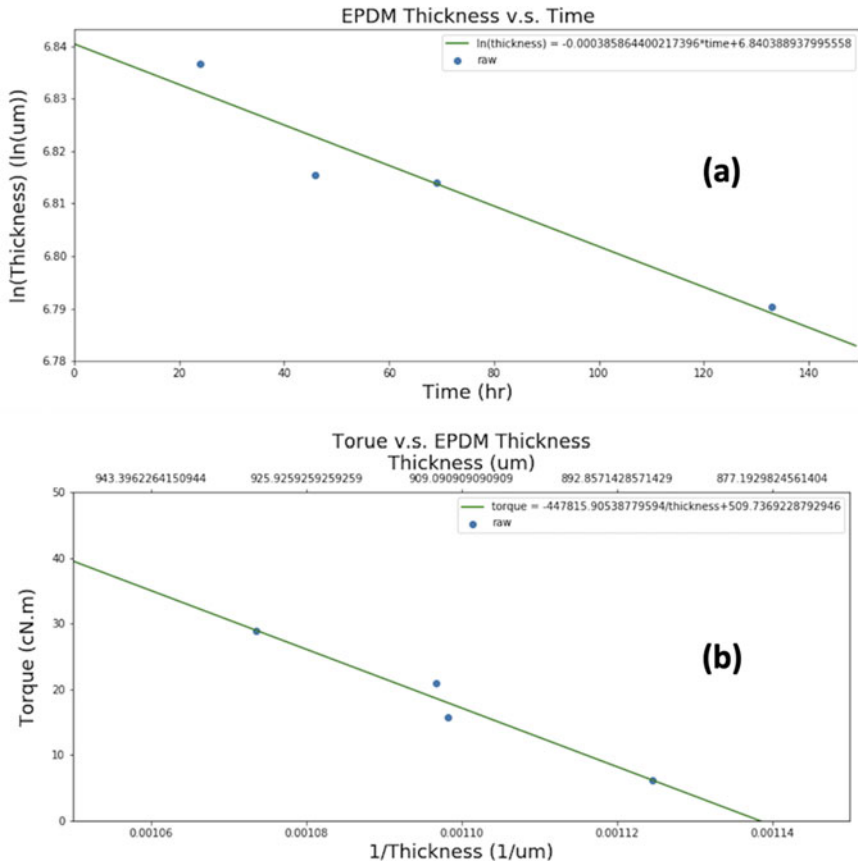 EPDM Thickness v.s. Time
6.84
6.83
6.82
6.81
6.80
6.79
6.78
ln(Thickness) (ln(um))
ln(thickness) = -0.000385864400217396*time+6.840388937995558
raw
(a)
0 20 40 60 80 100 120 140
Time (hr)
Torue v.s. EPDM Thickness
Thickness (um)
943.3962264150944 925.9259259259259 909.090909090909 892.8571428571429 877.1929824561404
50
40
30
20
10
0
Torque (cN.m)
torque = -447815.90538779594/thickness+509.7369228792946
raw
(b)
0.00106 0.00108 0.00110 0.00112 0.00114
1/Thickness (1/um)